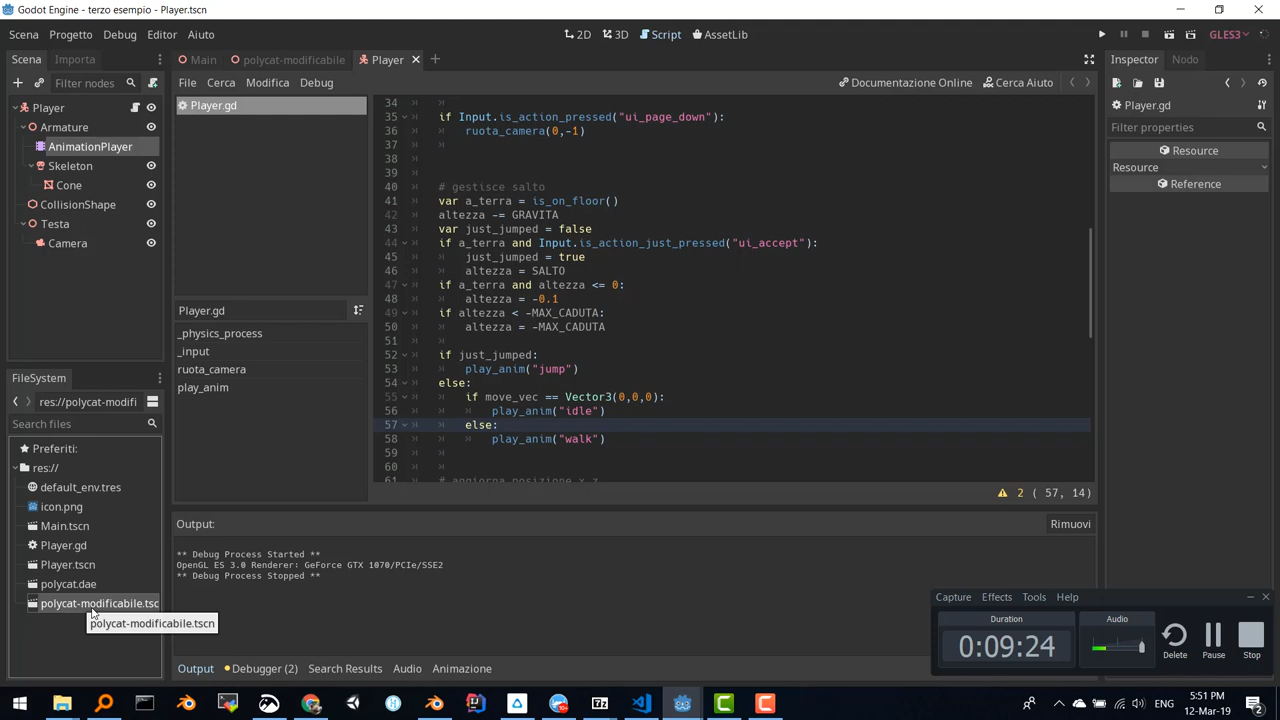 Godot Engine - terzo esempio - Player.tscn
Scena Progetto Debug Editor Aiuto
2D 3D Script AssetLib
GLES3
Scena Importa
Main polycat-modificabile Player
Inspector Nodo
Filter nodes
File Cerca Modifica Debug
Documentazione Online Cerca Aiuto
Player
Armature
AnimationPlayer
Skeleton
Cone
CollisionShape
Testa
Camera
Player.gd
Player.gd
_physics_process
_input
ruota_camera
play_anim
34
35 if Input.is_action_pressed("ui_page_down"):
36 ruota_camera(0,-1)
37
38
39
40 # gestisce salto
41 var a_terra = is_on_floor()
42 altezza -= GRAVITA
43 var just_jumped = false
44 if a_terra and Input.is_action_just_pressed("ui_accept"):
45 just_jumped = true
46 altezza = SALTO
47 if a_terra and altezza <= 0:
48 altezza = -0.1
49 if altezza < -MAX_CADUTA:
50 altezza = -MAX_CADUTA
51
52 if just_jumped:
53 play_anim("jump")
54 else:
55 if move_vec == Vector3(0,0,0):
56 play_anim("idle")
57 else:
58 play_anim("walk")
59
60
61 # aggiorna posizione x z
2 ( 57, 14)
Player.gd
Filter properties
Resource
Resource
Reference
FileSystem
res://polycat-modifi
Search files
Preferiti:
res://
default_env.tres
icon.png
Main.tscn
Player.gd
Player.tscn
polycat.dae
polycat-modificabile.tsc
polycat-modificabile.tscn
Output:
Rimuovi
** Debug Process Started **
OpenGL ES 3.0 Renderer: GeForce GTX 1070/PCIe/SSE2
** Debug Process Stopped **
Output Debugger (2) Search Results Audio Animazione
Capture Effects Tools Help
Duration Audio
0:09:24
Delete Pause Stop
ENG
5:51 PM
12-Mar-19
2